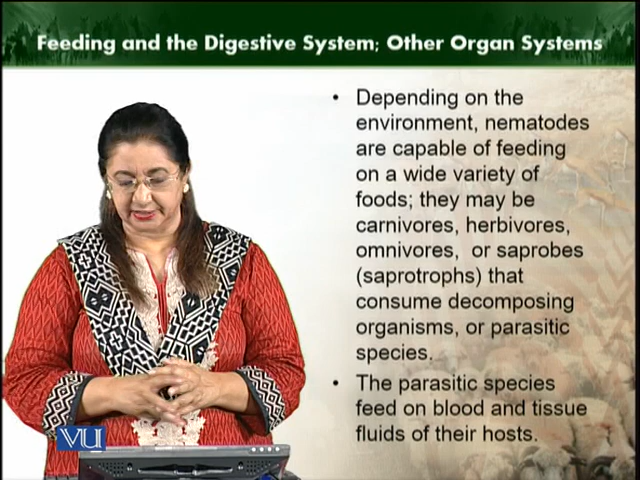 Feeding and the Digestive System; Other Organ Systems
• Depending on the
environment, nematodes
are capable of feeding
on a wide variety of
foods; they may be
carnivores, herbivores,
omnivores, or saprobes
(saprotrophs) that
consume decomposing
organisms, or parasitic
species.
• The parasitic species
feed on blood and tissue
fluids of their hosts.
VU